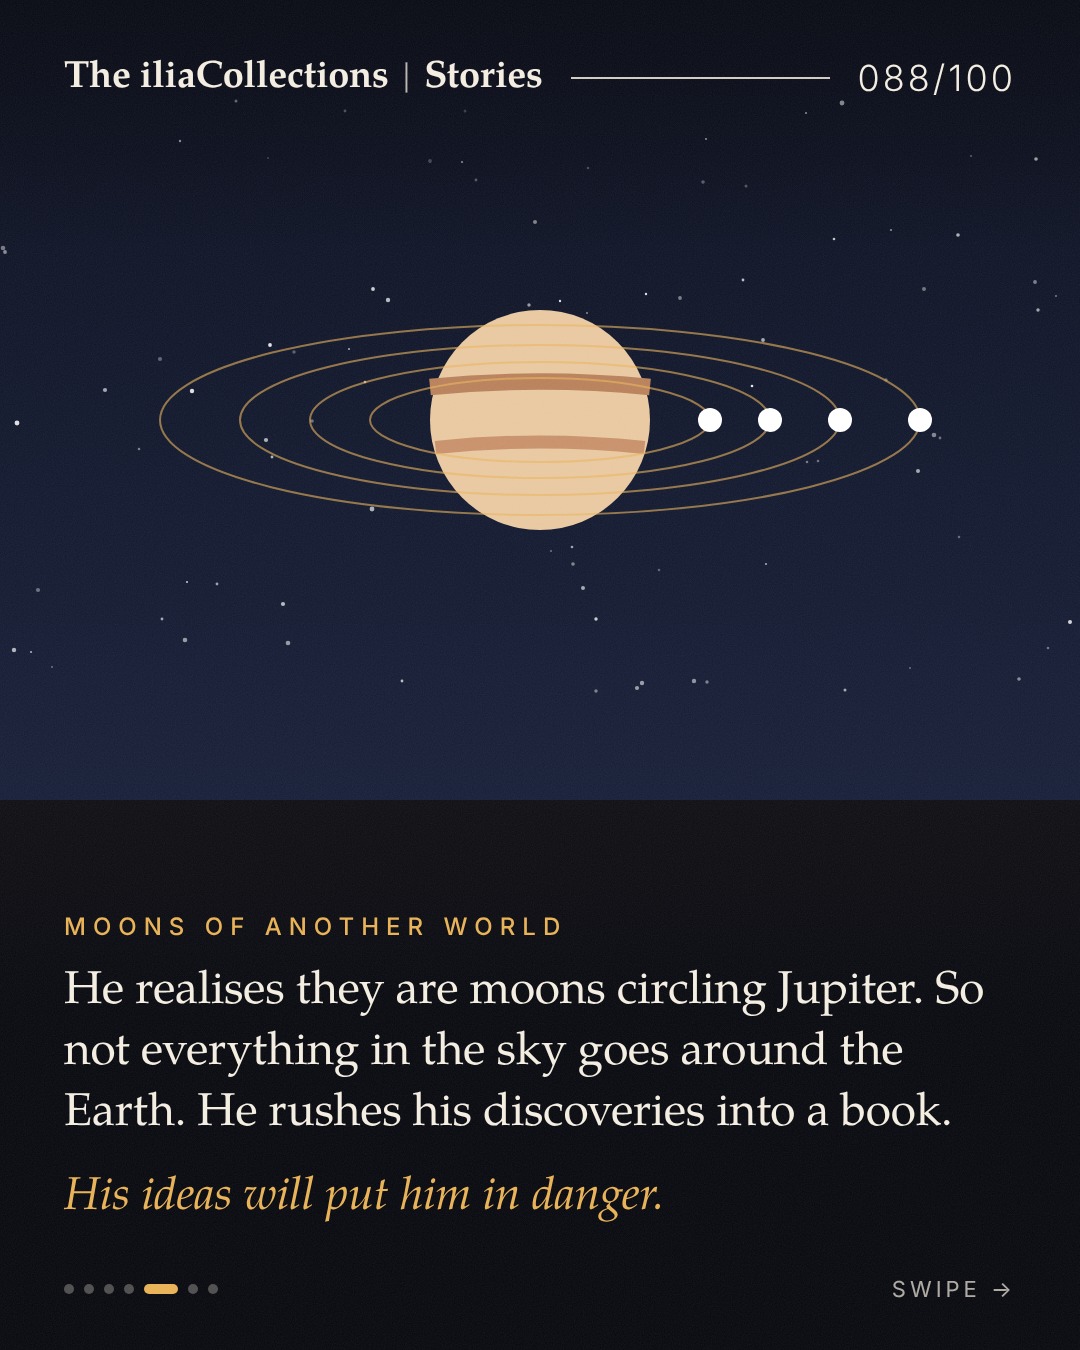 The iliaCollections | Stories 088/100
MOONS OF ANOTHER WORLD
He realises they are moons circling Jupiter. So
not everything in the sky goes around the
Earth. He rushes his discoveries into a book.
His ideas will put him in danger.
SWIPE →